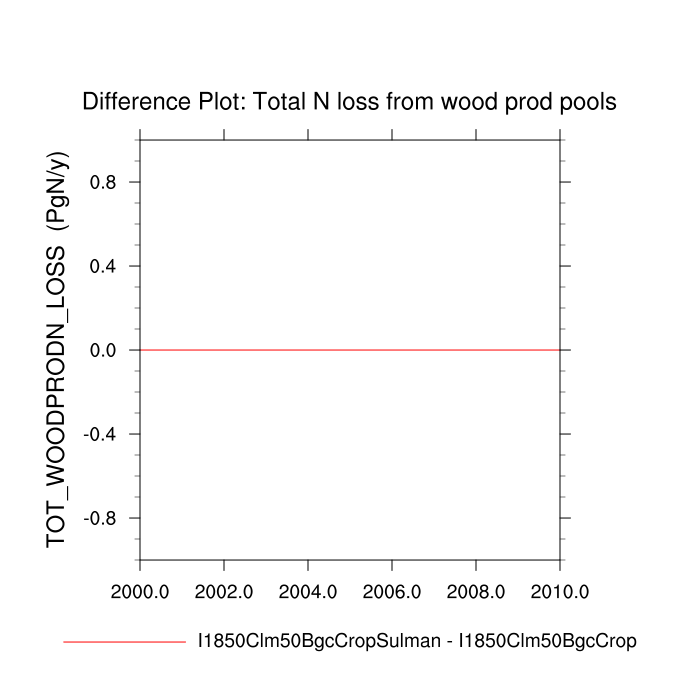 Difference Plot: Total N loss from wood prod pools
TOT_WOODPRODN_LOSS (PgN/y)
0.8
0.4
0.0
-0.4
-0.8
2000.0 2002.0 2004.0 2006.0 2008.0 2010.0
I1850Clm50BgcCropSulman - I1850Clm50BgcCrop